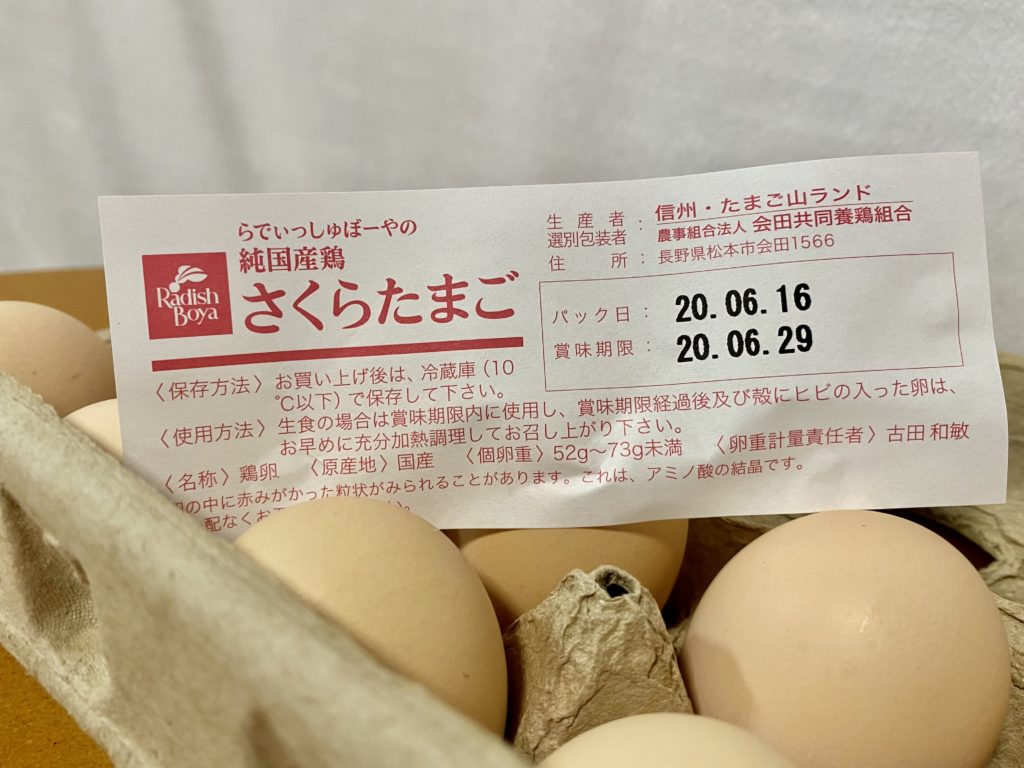 Radish
Boya
らでぃっしゅぼーやの
純国産鶏
さくらたまご
生産者：信州・たまご山ランド
選別包装者　農事組合法人 会田共同養鶏組合
住所：長野県松本市会田1566
パック日：20.06.16
賞味期限：20.06.29
〈保存方法〉お買い上げ後は、冷蔵庫（10
℃以下）で保存して下さい。
〈使用方法〉生食の場合は賞味期限内に使用し、賞味期限経過後及び殻にヒビの入った卵は、
お早めに充分加熱調理してお召し上がり下さい。
〈名称〉鶏卵 〈原産地〉国産 〈個卵重〉52g～73g未満 〈卵重計量責任者〉古田 和敏
の中に赤みがかった粒状がみられることがあります。これは、アミノ酸の結晶です。
配なくお